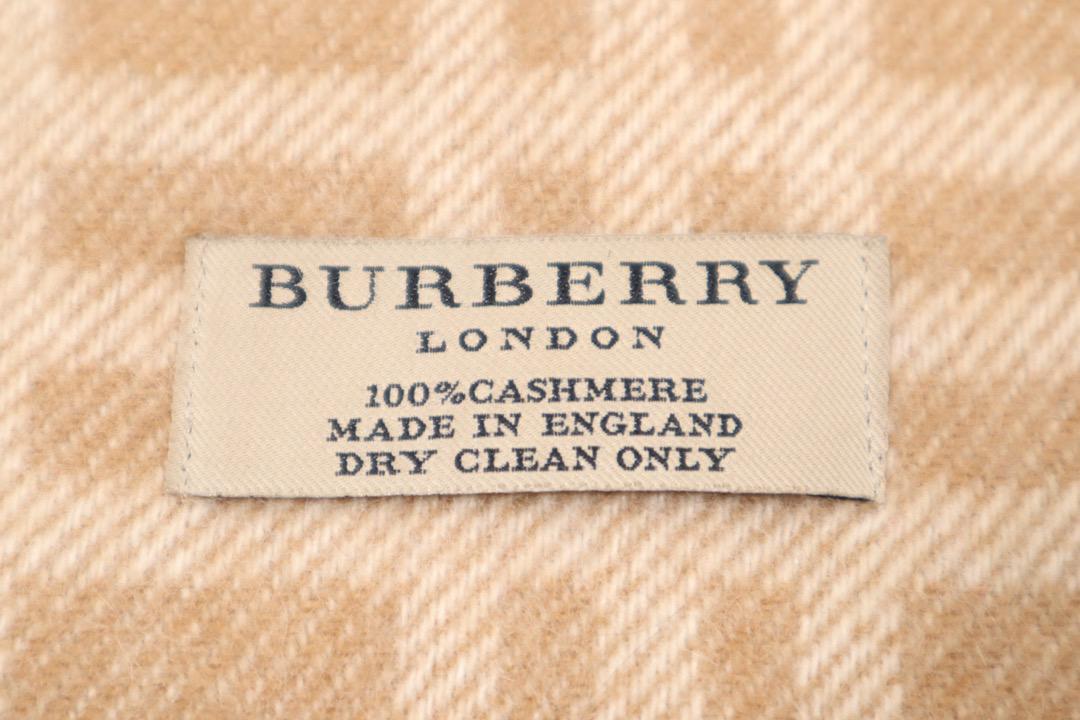 BURBERRY
LONDON
100%CASHMERE
MADE IN ENGLAND
DRY CLEAN ONLY